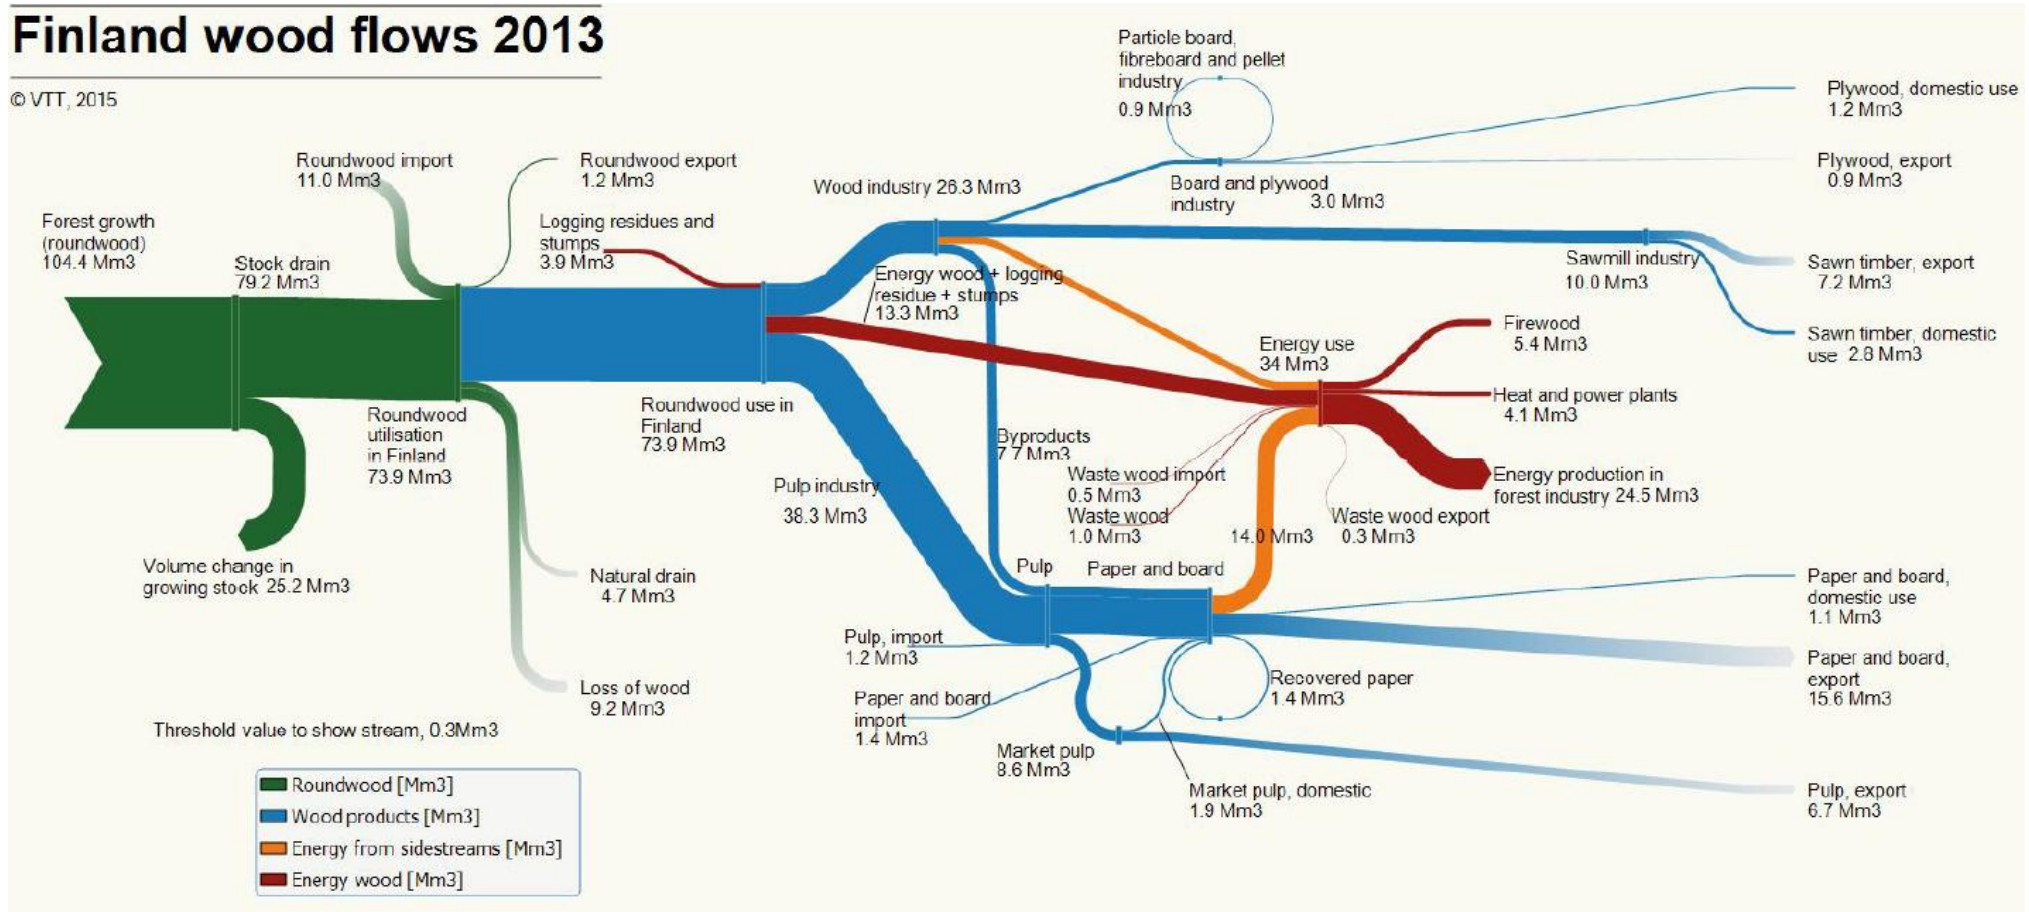 Finland wood flows 2013
© VTT, 2015
Forest growth
(roundwood)
104.4 Mm3
Stock drain
79.2 Mm3
Roundwood import
11.0 Mm3
Roundwood export
1.2 Mm3
Logging residues and
stumps
3.9 Mm3
Volume change in
growing stock 25.2 Mm3
Roundwood
utilisation
in Finland
73.9 Mm3
Natural drain
4.7 Mm3
Loss of wood
9.2 Mm3
Roundwood use in
Finland
73.9 Mm3
Wood industry 26.3 Mm3
Energy wood + logging
residue + stumps
13.3 Mm3
Pulp industry
38.3 Mm3
Particle board,
fibreboard and pellet
industry
0.9 Mm3
Board and plywood
industry 3.0 Mm3
Plywood, domestic use
1.2 Mm3
Plywood, export
0.9 Mm3
Sawmill industry
10.0 Mm3
Sawn timber, export
7.2 Mm3
Sawn timber, domestic
use 2.8 Mm3
Energy use
34 Mm3
Firewood
5.4 Mm3
Heat and power plants
4.1 Mm3
Energy production in
forest industry 24.5 Mm3
Byproducts
7.7 Mm3
Waste wood import
0.5 Mm3
Waste wood
1.0 Mm3
14.0 Mm3
Waste wood export
0.3 Mm3
Pulp
Paper and board
Pulp, import
1.2 Mm3
Paper and board
import
1.4 Mm3
Market pulp
8.6 Mm3
Recovered paper
1.4 Mm3
Market pulp, domestic
1.9 Mm3
Paper and board,
domestic use
1.1 Mm3
Paper and board,
export
15.6 Mm3
Pulp, export
6.7 Mm3
Threshold value to show stream, 0.3Mm3
Roundwood [Mm3]
Wood products [Mm3]
Energy from sidestreams [Mm3]
Energy wood [Mm3]